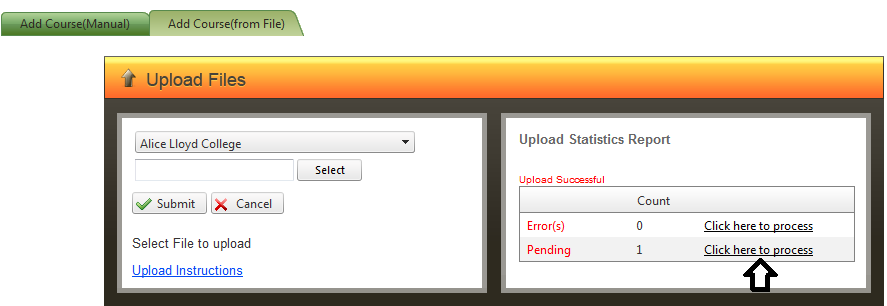 Add Course(Manual) Add Course(from File)
Upload Files
Alice Lloyd College
Select
Submit Cancel
Select File to upload
Upload Instructions
Upload Statistics Report
Upload Successful
Count
Error(s) 0 Click here to process
Pending 1 Click here to process